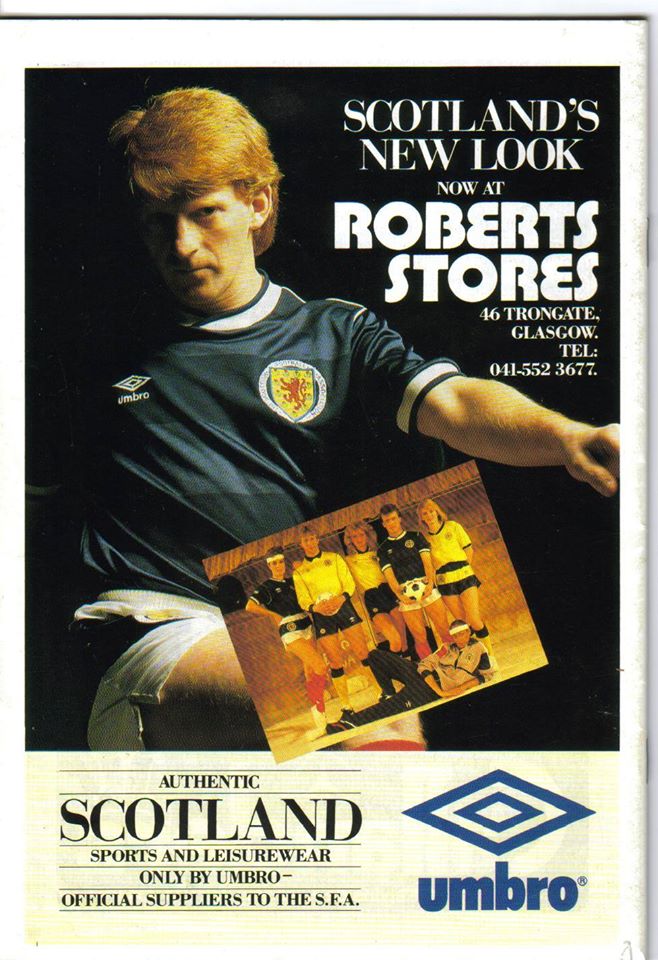 SCOTLAND'S
NEW LOOK
NOW AT
ROBERTS
STORES
46 TRONGATE,
GLASGOW.
TEL:
041-552 3677.
umbro
AUTHENTIC
SCOTLAND
SPORTS AND LEISUREWEAR
ONLY BY UMBRO–
OFFICIAL SUPPLIERS TO THE S.F.A.
umbro®